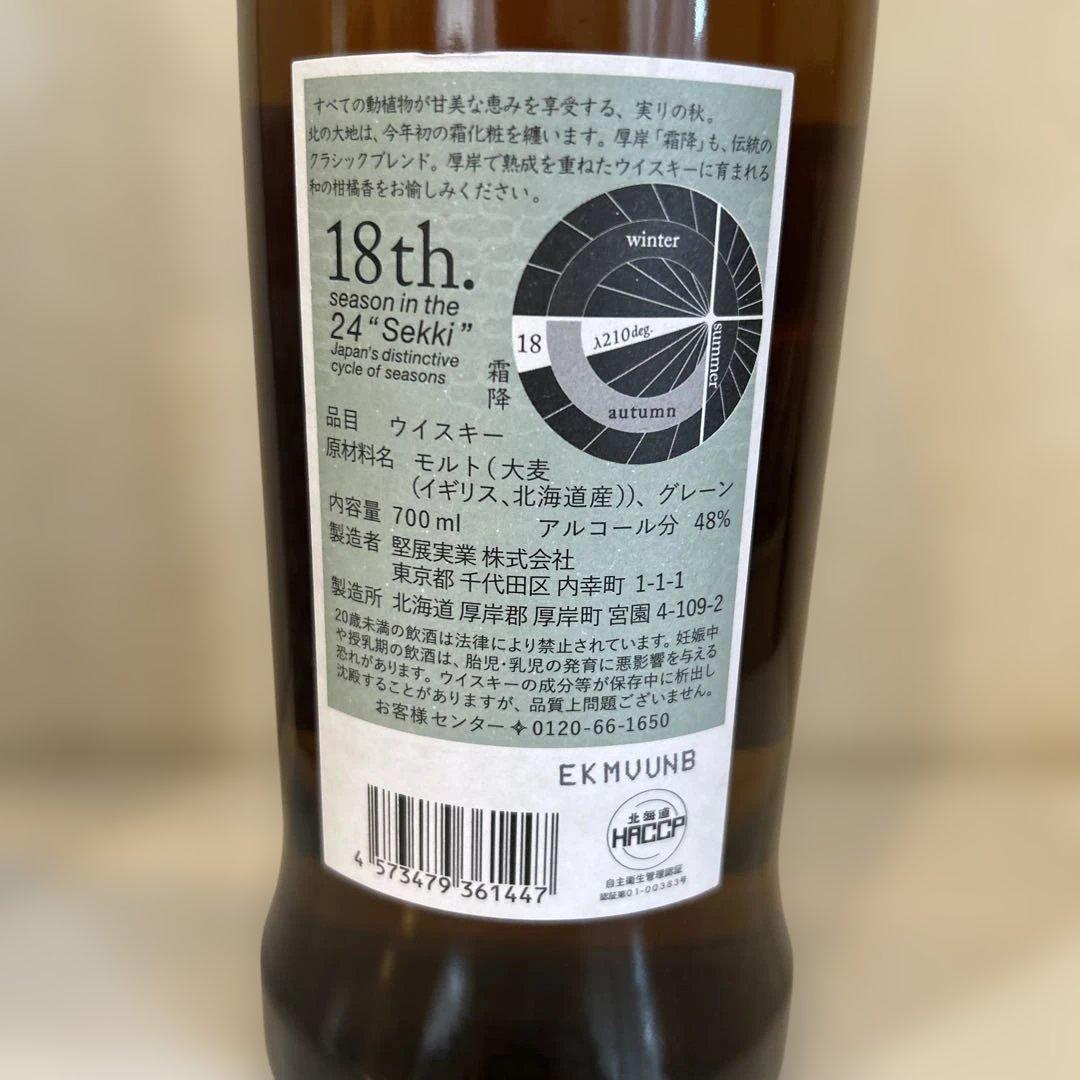 すべての動植物が甘美な恵みを享受する、実りの秋。
北の大地は、今年初の霜化粧を纏います。厚岸「霜降」も、伝統の
クラシックブレンド。厚岸で熟成を重ねたウイスキーに育まれる
和の柑橘香をお愉しみください。
18th.
season in the
24 “Sekki”
Japan's distinctive
cycle of seasons
霜降
winter
summer
autumn
18
λ210deg.
品目 ウイスキー
原材料名 モルト(大麦
(イギリス、北海道産))、グレーン
内容量 700ml アルコール分 48%
製造者 堅展実業 株式会社
東京都 千代田区 内幸町 1-1-1
製造所 北海道 厚岸郡 厚岸町 宮園 4-109-2
20歳未満の飲酒は法律により禁止されています。妊娠中
や授乳期の飲酒は、胎児・乳児の発育に悪影響を与える
恐れがあります。ウイスキーの成分等が保存中に析出し
沈殿することがありますが、品質上問題ございません。
お客様センター✧0120-66-1650
EKMVUNB
4 573479 361447
北海道
HACCP
自主衛生管理認証
認証第01-00383号